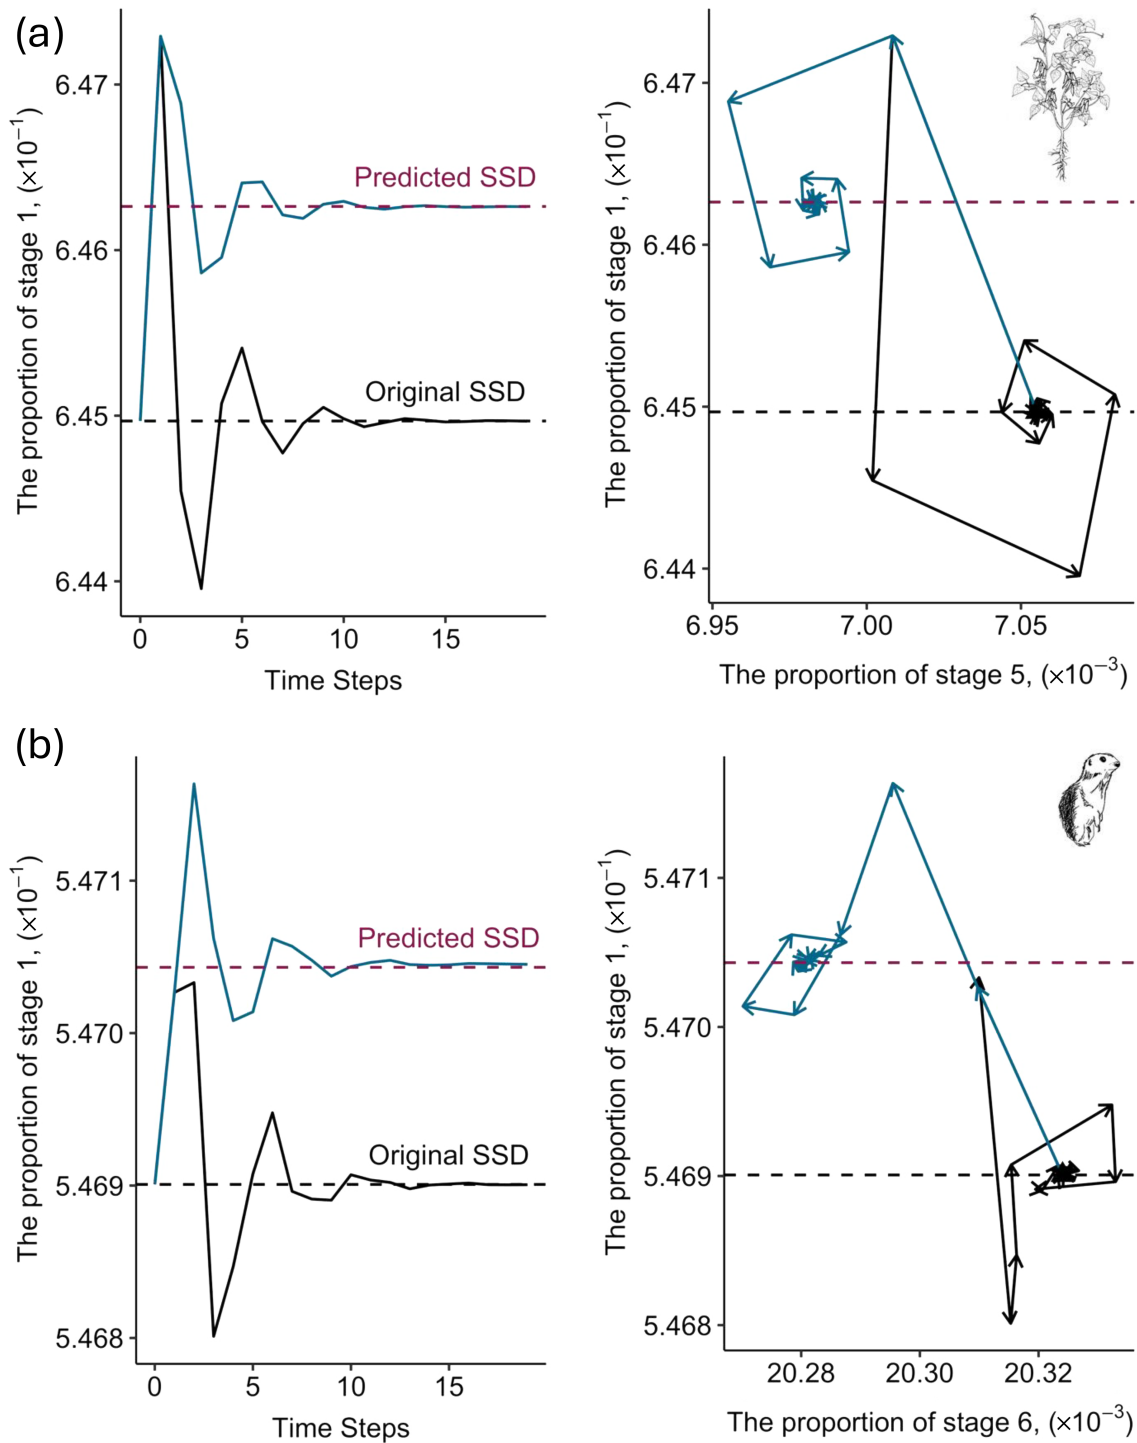 (a)
The proportion of stage 1, (×10⁻¹)
6.47
6.46
6.45
6.44
Predicted SSD
Original SSD
0 5 10 15
Time Steps
The proportion of stage 1, (×10⁻¹)
6.47
6.46
6.45
6.44
6.95 7.00 7.05
The proportion of stage 5, (×10⁻³)
(b)
The proportion of stage 1, (×10⁻¹)
5.471
5.470
5.469
5.468
Predicted SSD
Original SSD
0 5 10 15
Time Steps
The proportion of stage 1, (×10⁻¹)
5.471
5.470
5.469
5.468
20.28 20.30 20.32
The proportion of stage 6, (×10⁻³)